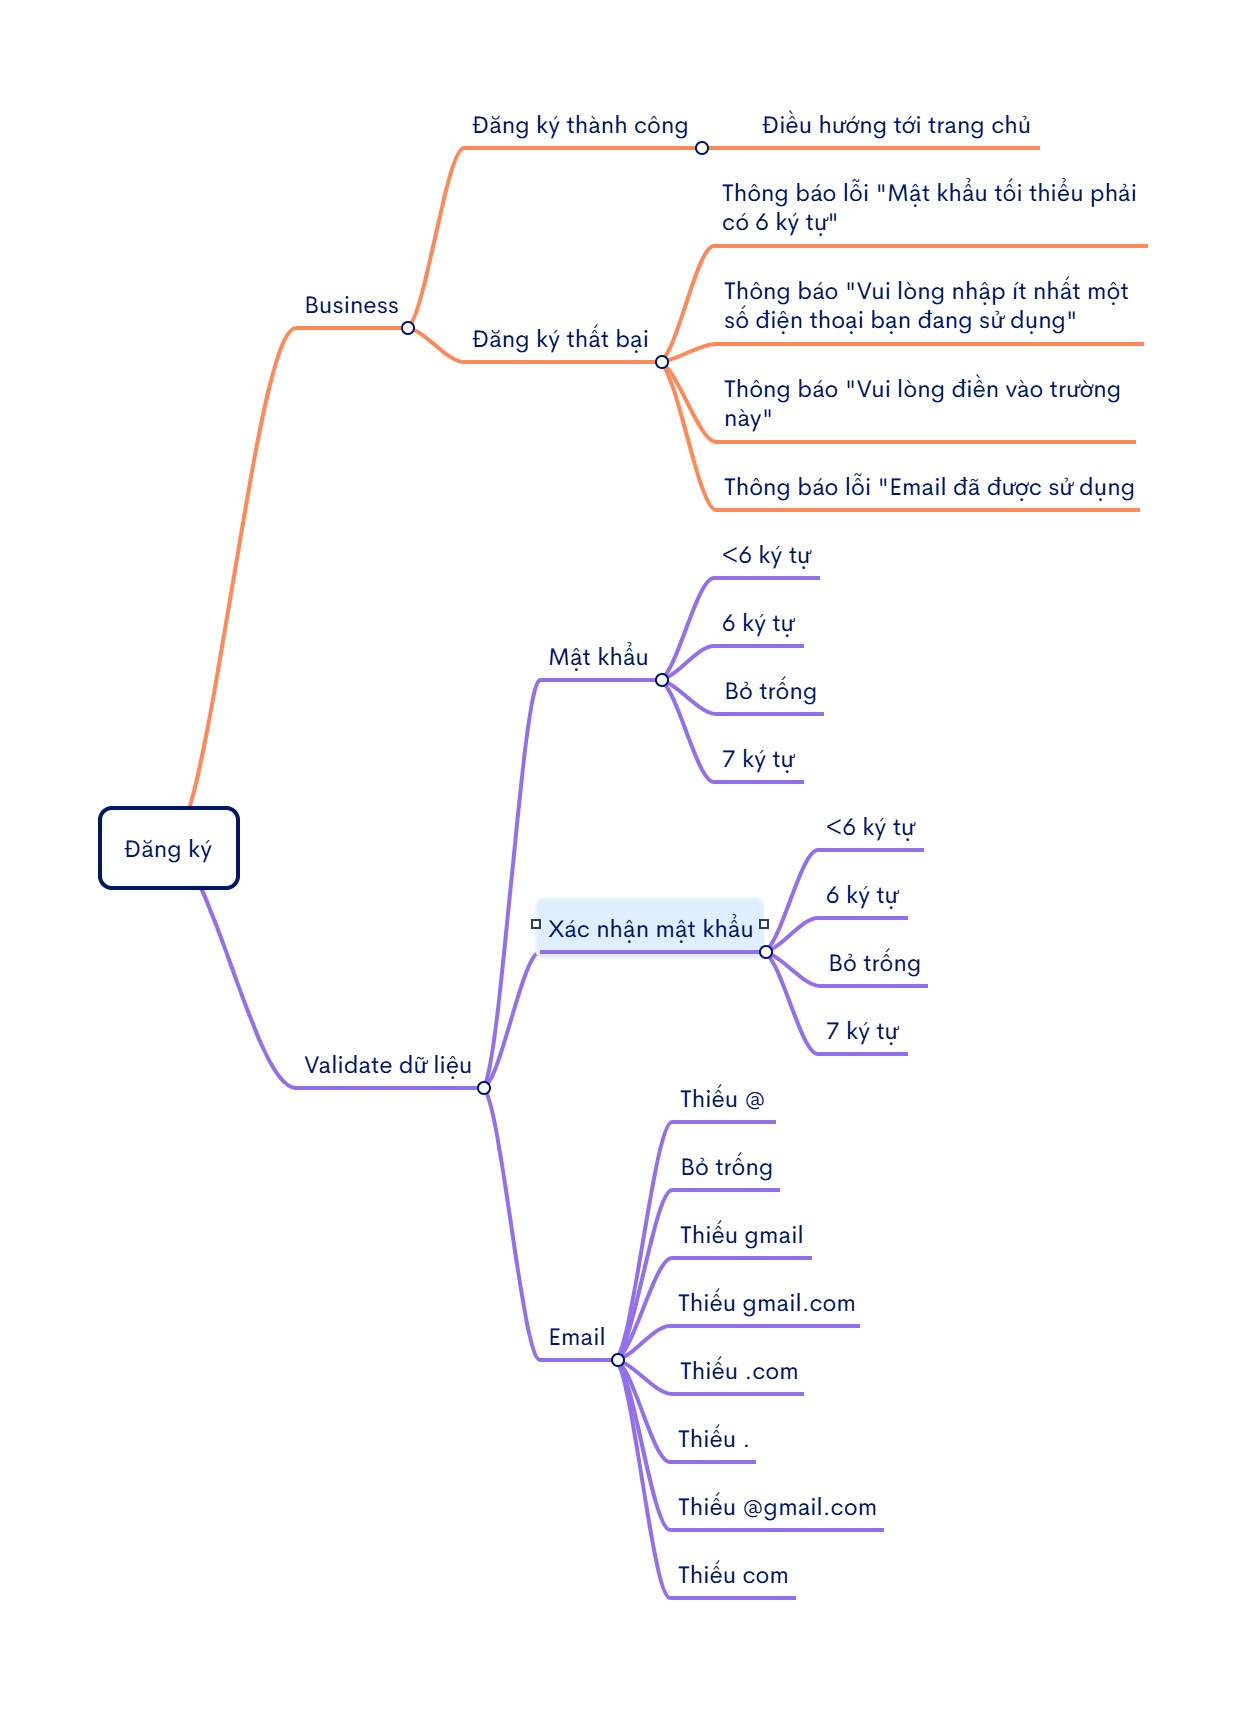 Đăng ký thành công
Điều hướng tới trang chủ
Thông báo lỗi "Mật khẩu tối thiểu phải
có 6 ký tự"
Business
Thông báo "Vui lòng nhập ít nhất một
số điện thoại bạn đang sử dụng"
Đăng ký thất bại
Thông báo "Vui lòng điền vào trường
này"
Thông báo lỗi "Email đã được sử dụng
<6 ký tự
6 ký tự
Mật khẩu
Bỏ trống
7 ký tự
Đăng ký
<6 ký tự
6 ký tự
Xác nhận mật khẩu
Bỏ trống
7 ký tự
Validate dữ liệu
Thiếu @
Bỏ trống
Thiếu gmail
Thiếu gmail.com
Email
Thiếu .com
Thiếu .
Thiếu @gmail.com
Thiếu com